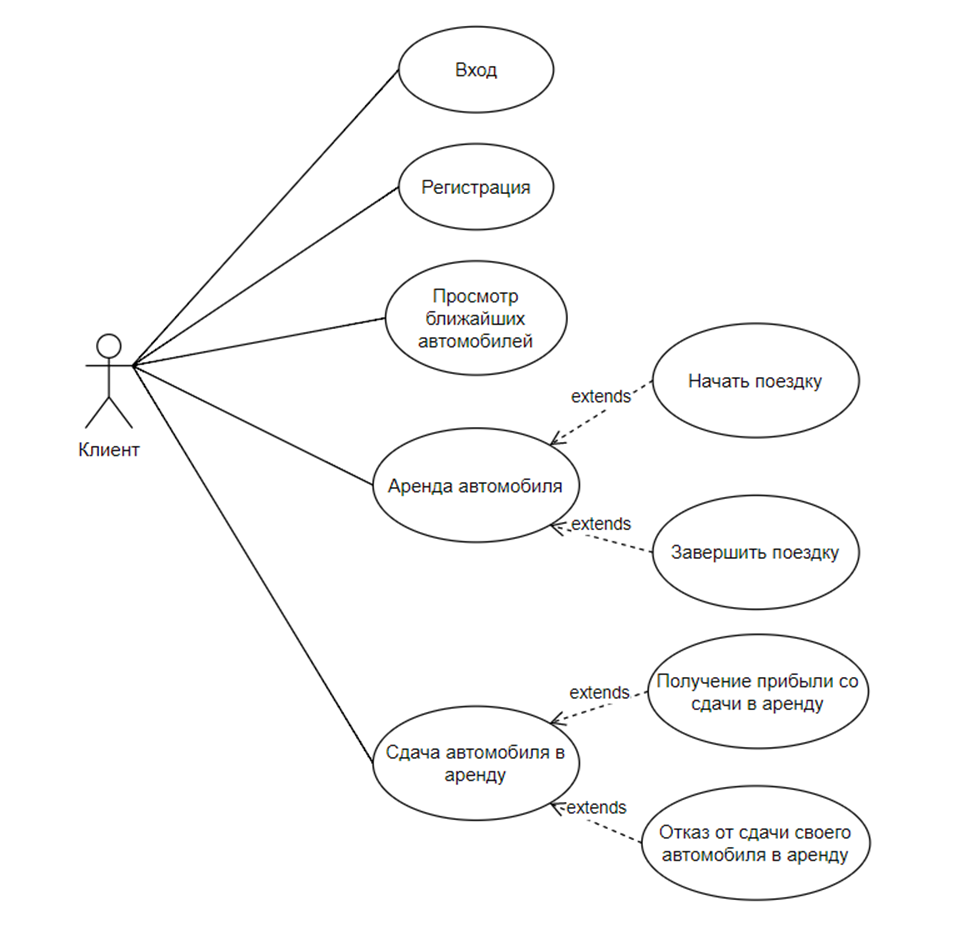 Вход
Регистрация
Просмотр
ближайших
автомобилей
Клиент
Начать поездку
extends
Аренда автомобиля
extends
Завершить поездку
Получение прибыли со
сдачи в аренду
extends
Сдача автомобиля в
аренду
extends
Отказ от сдачи своего
автомобиля в аренду